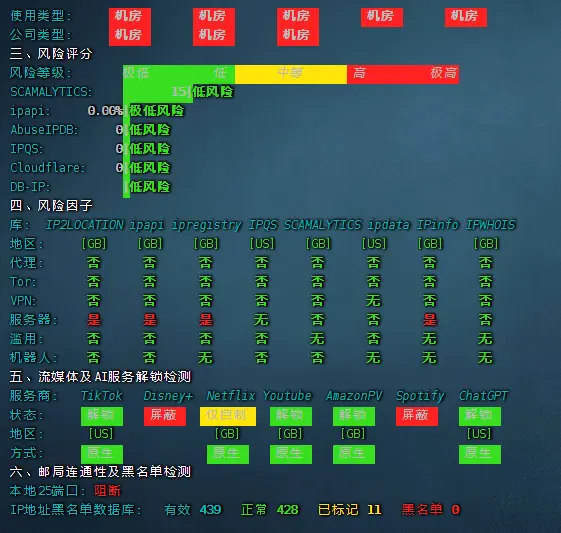 使用类型: 机房 机房 机房 机房 机房
公司类型: 机房 机房 机房
三、风险评分
风险等级: 极低 低 中等 高 极高
SCAMALYTICS: 15|低风险
ipapi: 0.00%|极低风险
AbuseIPDB: 0|低风险
IPQS: 0|低风险
Cloudflare: 0|低风险
DB-IP: |低风险
四、风险因子
库: IP2LOCATION ipapi ipregistry IPQS SCAMALYTICS ipdata IPinfo IPWHOIS
地区: [GB] [GB] [GB] [US] [GB] [US] [GB] [GB]
代理: 否 否 否 否 否 否 否 否
Tor: 否 否 否 否 否 否 否 否
VPN: 否 否 否 否 否 无 否 否
服务器: 是 是 是 无 否 否 是 否
滥用: 否 否 否 否 否 否 无 无
机器人: 否 否 无 否 否 无 无 无
五、流媒体及AI服务解锁检测
服务商: TikTok Disney+ Netflix Youtube AmazonPV Spotify ChatGPT
状态: 解锁 屏蔽 仅自制 解锁 解锁 屏蔽 解锁
地区: [US] [GB] [GB] [GB] [US]
方式: 原生 原生 原生 原生 原生
六、邮局连通性及黑名单检测
本地25端口: 阻断
IP地址黑名单数据库: 有效 439 正常 428 已标记 11 黑名单 0